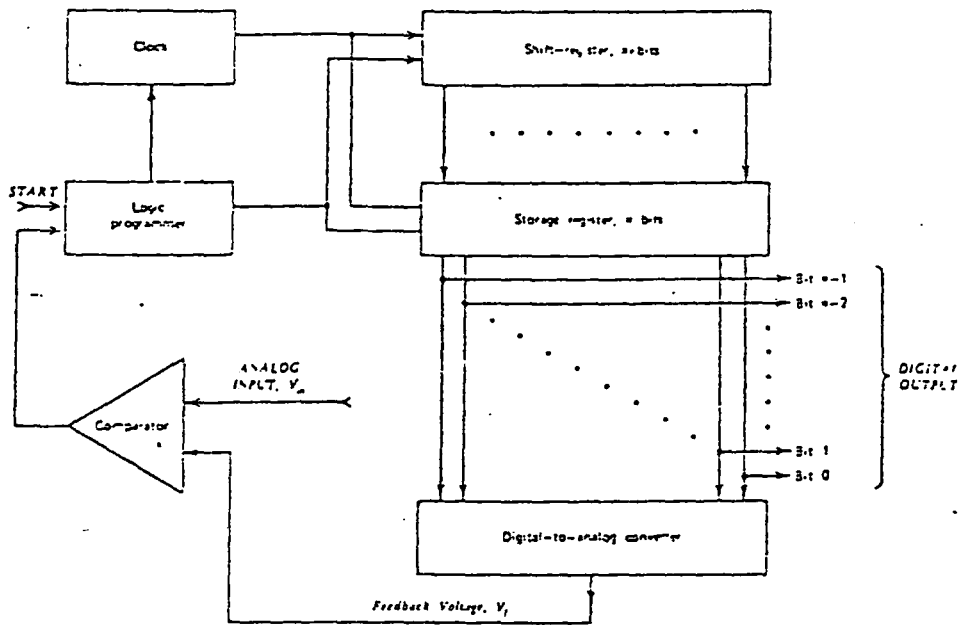 Clock
Shift-register, n bits
START
Logic
programmer
Storage register, n bits
Bit n-1
Bit n-2
ANALOG
INPUT, V
DIGITAL
OUTPUT
Comparator
Bit 1
Bit 0
Digital-to-analog converter
Feedback Voltage, V